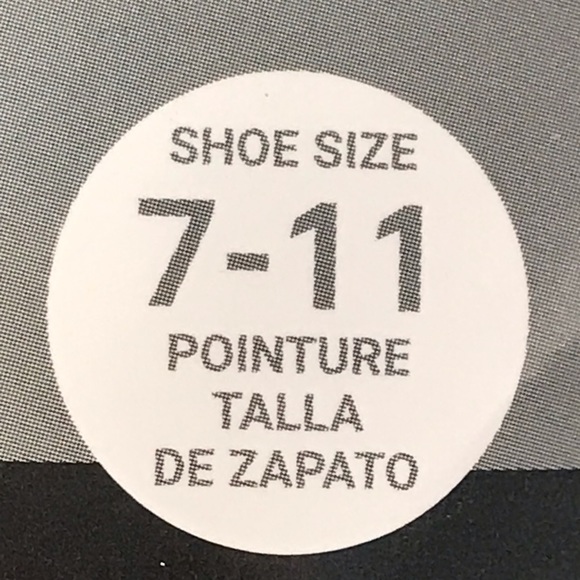 SHOE SIZE
7-11
POINTURE
TALLA
DE ZAPATO